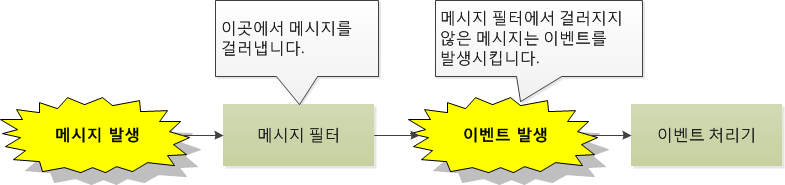 이곳에서 메시지를
걸러냅니다.
메시지 필터에서 걸러지지
않은 메시지는 이벤트를
발생시킵니다.
메시지 발생
메시지 필터
이벤트 발생
이벤트 처리기